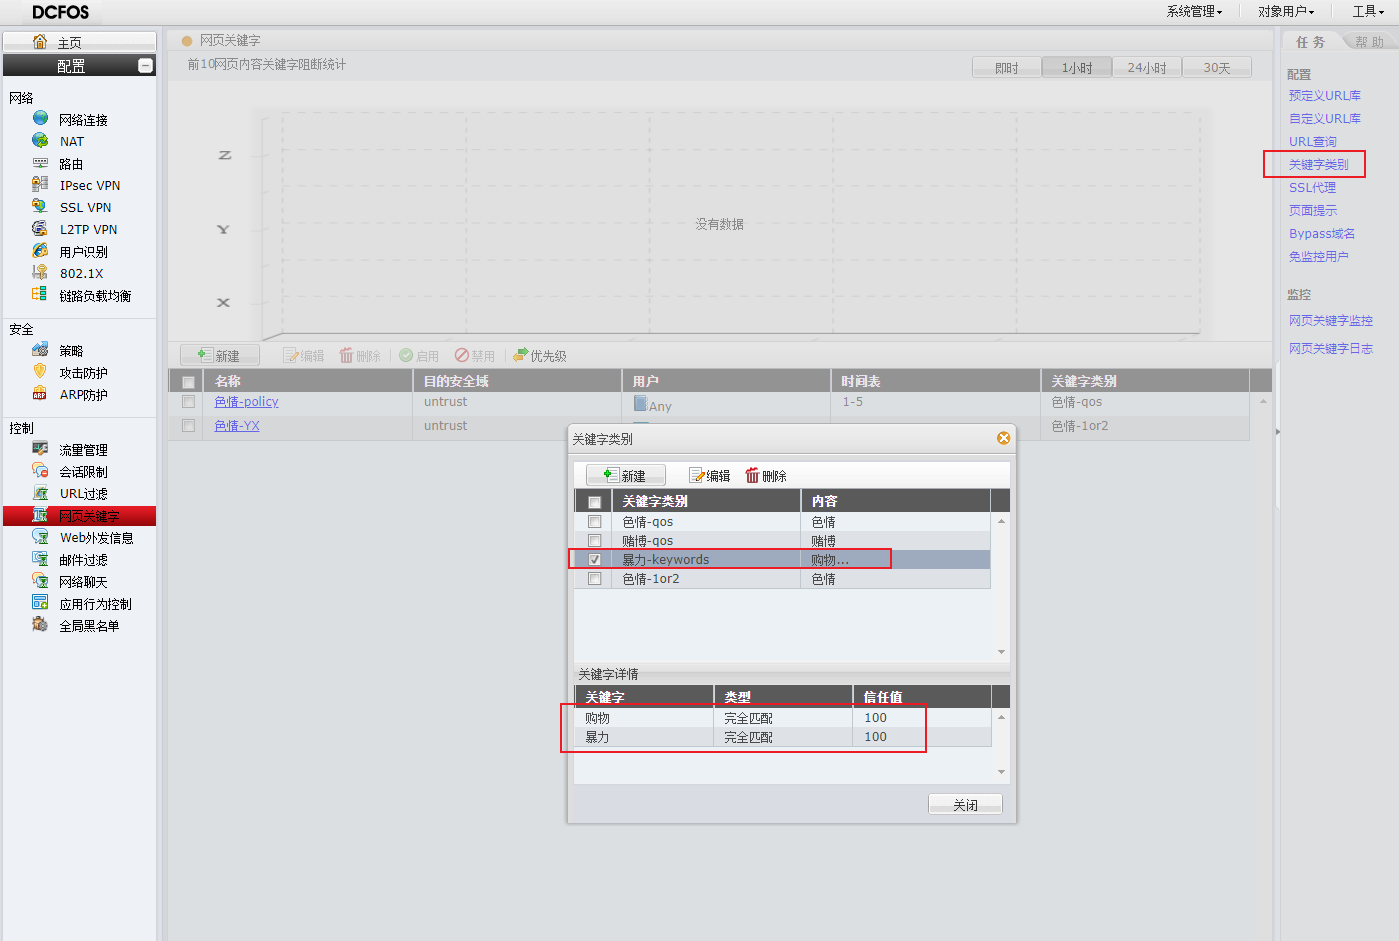 DCFOS
系统管理 对象用户 工具
主页
配置
网络
网络连接
NAT
路由
IPsec VPN
SSL VPN
L2TP VPN
用户识别
802.1X
链路负载均衡
安全
策略
攻击防护
ARP防护
控制
流量管理
会话限制
URL过滤
网页关键字
Web外发信息
邮件过滤
网络聊天
应用行为控制
全局黑名单
网页关键字
前10网页内容关键字阻断统计
即时 1小时 24小时 30天
Z
Y
X
没有数据
新建 编辑 删除 启用 禁用 优先级
名称 目的安全域 用户 时间表 关键字类别
色情-policy untrust Any 1-5 色情-qos
色情-YX untrust 色情-1or2
关键字类别
新建 编辑 删除
关键字类别 内容
色情-qos 色情
赌博-qos 赌博
暴力-keywords 购物...
色情-1or2 色情
关键字详情
关键字 类型 信任值
购物 完全匹配 100
暴力 完全匹配 100
关闭
任务 帮助
配置
预定义URL库
自定义URL库
URL查询
关键字类别
SSL代理
页面提示
Bypass域名
免监控用户
监控
网页关键字监控
网页关键字日志